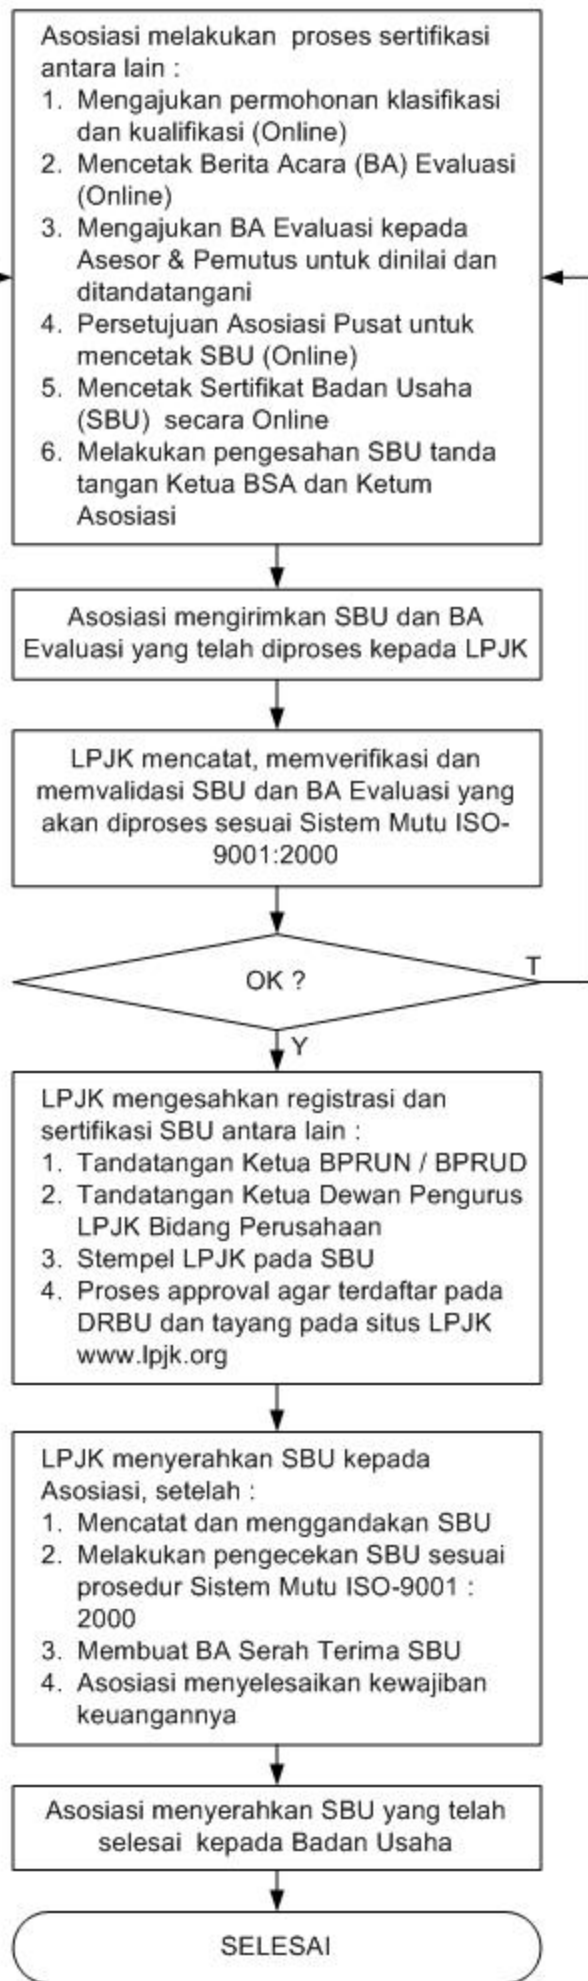 Asosiasi melakukan proses sertifikasi
antara lain :
1. Mengajukan permohonan klasifikasi
dan kualifikasi (Online)
2. Mencetak Berita Acara (BA) Evaluasi
(Online)
3. Mengajukan BA Evaluasi kepada
Asesor & Pemutus untuk dinilai dan
ditandatangani
4. Persetujuan Asosiasi Pusat untuk
mencetak SBU (Online)
5. Mencetak Sertifikat Badan Usaha
(SBU) secara Online
6. Melakukan pengesahan SBU tanda
tangan Ketua BSA dan Ketum
Asosiasi
Asosiasi mengirimkan SBU dan BA
Evaluasi yang telah diproses kepada LPJK
LPJK mencatat, memverifikasi dan
memvalidasi SBU dan BA Evaluasi yang
akan diproses sesuai Sistem Mutu ISO-
9001:2000
OK ?
T
Y
LPJK mengesahkan registrasi dan
sertifikasi SBU antara lain :
1. Tandatangan Ketua BPRUN / BPRUD
2. Tandatangan Ketua Dewan Pengurus
LPJK Bidang Perusahaan
3. Stempel LPJK pada SBU
4. Proses approval agar terdaftar pada
DRBU dan tayang pada situs LPJK
www.lpjk.org
LPJK menyerahkan SBU kepada
Asosiasi, setelah :
1. Mencatat dan menggandakan SBU
2. Melakukan pengecekan SBU sesuai
prosedur Sistem Mutu ISO-9001 :
2000
3. Membuat BA Serah Terima SBU
4. Asosiasi menyelesaikan kewajiban
keuangannya
Asosiasi menyerahkan SBU yang telah
selesai kepada Badan Usaha
SELESAI